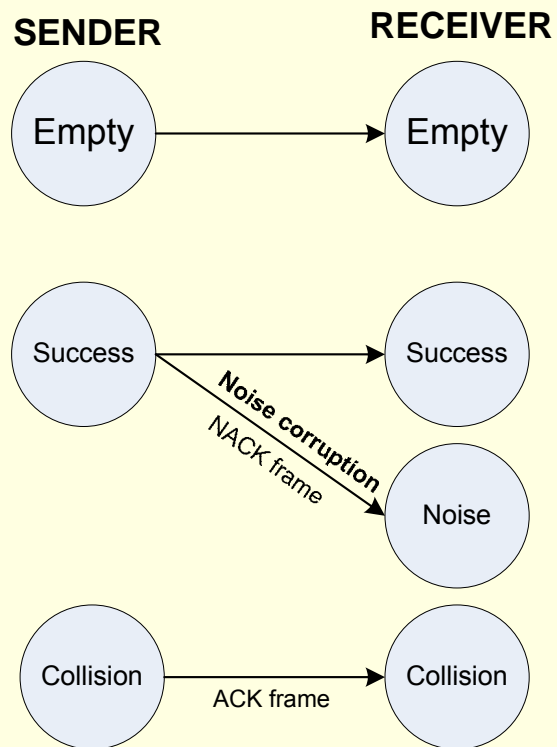 SENDER
RECEIVER
Empty
Empty
Success
Success
Noise corruption
NACK frame
Noise
Collision
Collision
ACK frame